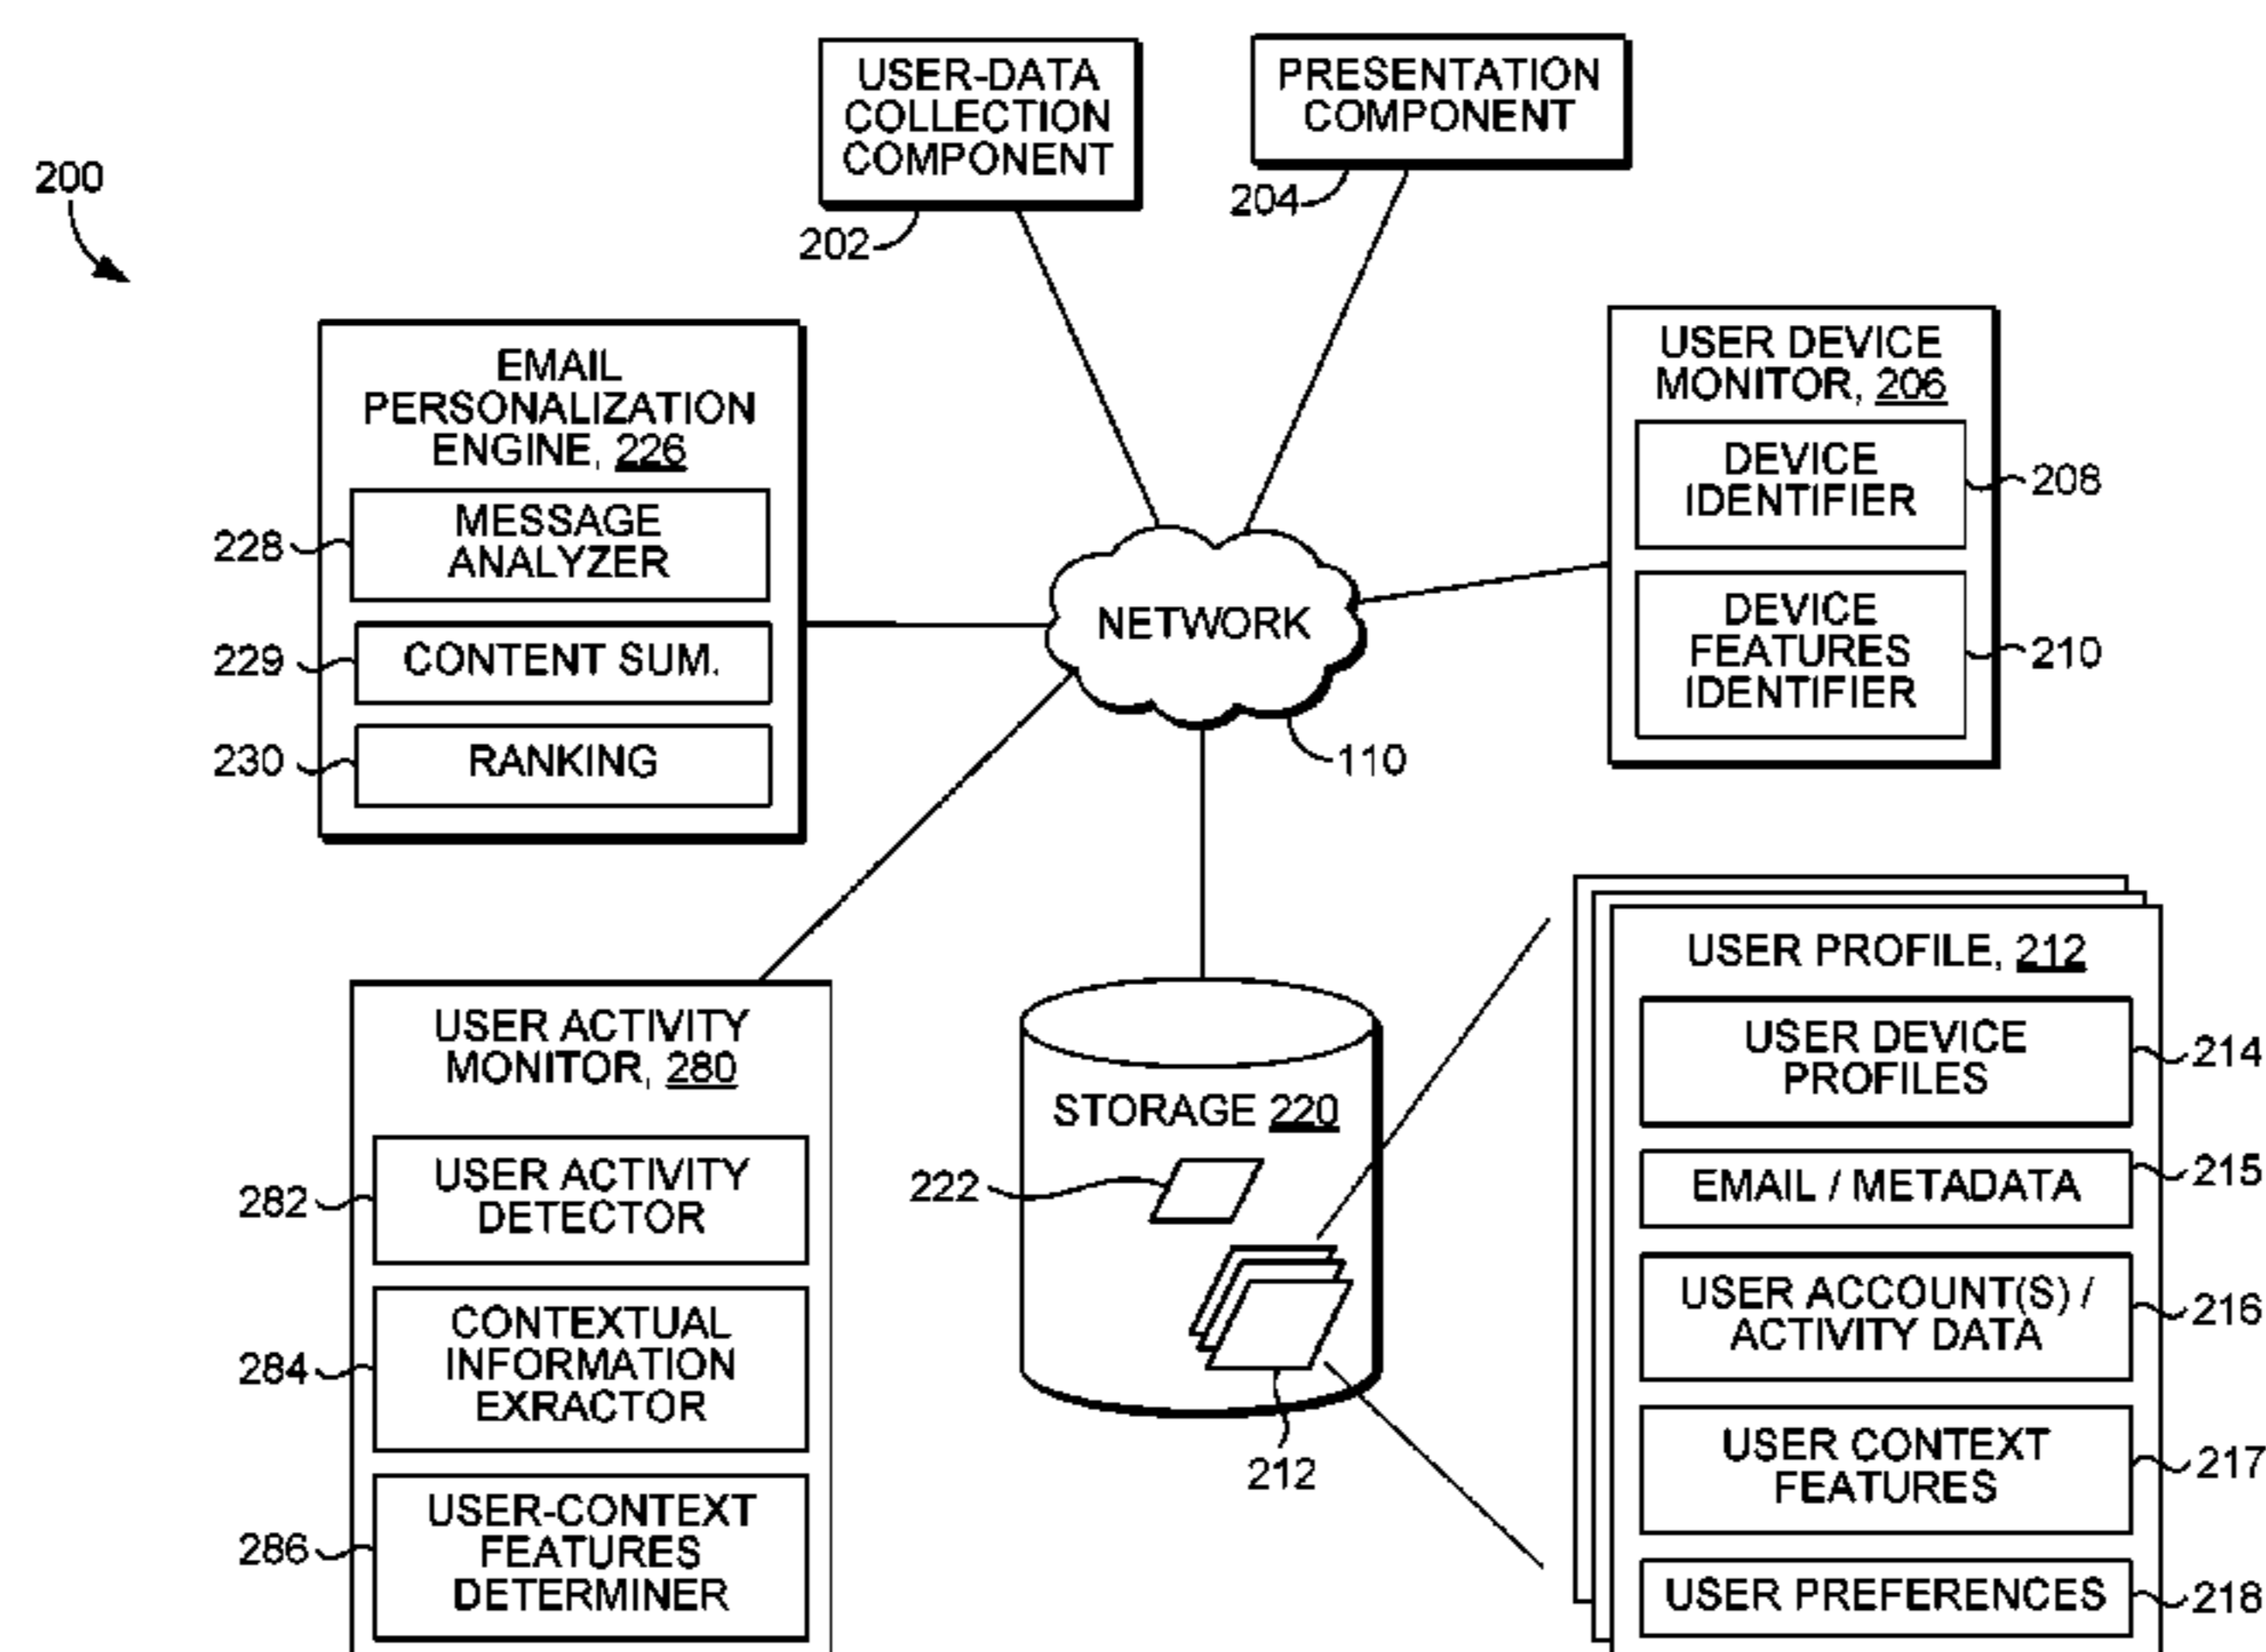 200
USER-DATA
COLLECTION
COMPONENT
202
PRESENTATION
COMPONENT
204
EMAIL
PERSONALIZATION
ENGINE, 226
MESSAGE
ANALYZER
228
CONTENT SUM.
229
RANKING
230
NETWORK
110
USER DEVICE
MONITOR, 206
DEVICE
IDENTIFIER
208
DEVICE
FEATURES
IDENTIFIER
210
USER ACTIVITY
MONITOR, 280
USER ACTIVITY
DETECTOR
282
CONTEXTUAL
INFORMATION
EXRACTOR
284
USER-CONTEXT
FEATURES
DETERMINER
286
STORAGE 220
222
212
USER PROFILE, 212
USER DEVICE
PROFILES
214
EMAIL / METADATA
215
USER ACCOUNT(S) /
ACTIVITY DATA
216
USER CONTEXT
FEATURES
217
USER PREFERENCES
218